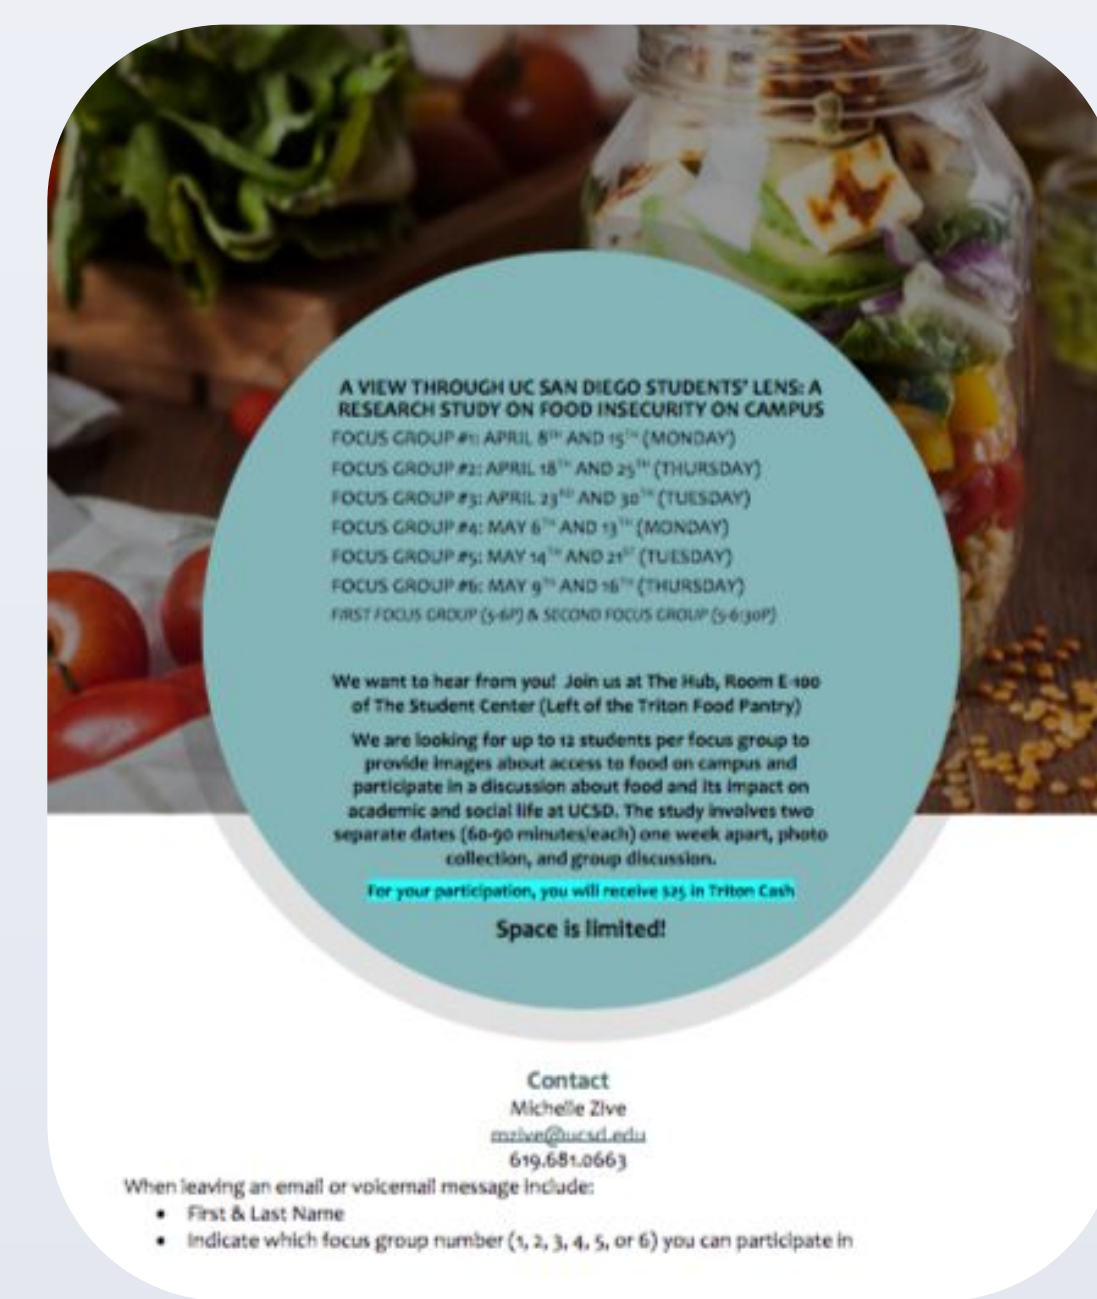 A VIEW THROUGH UC SAN DIEGO STUDENTS' LENS: A
RESEARCH STUDY ON FOOD INSECURITY ON CAMPUS
FOCUS GROUP #1: APRIL 8TH AND 15TH (MONDAY)
FOCUS GROUP #2: APRIL 18TH AND 25TH (THURSDAY)
FOCUS GROUP #3: APRIL 23RD AND 30TH (TUESDAY)
FOCUS GROUP #4: MAY 6TH AND 13TH (MONDAY)
FOCUS GROUP #5: MAY 14TH AND 21ST (TUESDAY)
FOCUS GROUP #6: MAY 9TH AND 16TH (THURSDAY)
FIRST FOCUS GROUP (5-6P) & SECOND FOCUS GROUP (5-6:30P)
We want to hear from you! Join us at The Hub, Room E-100
of The Student Center (Left of the Triton Food Pantry)
We are looking for up to 12 students per focus group to
provide images about access to food on campus and
participate in a discussion about food and its impact on
academic and social life at UCSD. The study involves two
separate dates (60-90 minutes/each) one week apart, photo
collection, and group discussion.
For your participation, you will receive $25 in Triton Cash
Space is limited!
Contact
Michelle Zive
mzive@ucsd.edu
619.681.0663
When leaving an email or voicemail message include:
• First & Last Name
• Indicate which focus group number (1, 2, 3, 4, 5, or 6) you can participate in